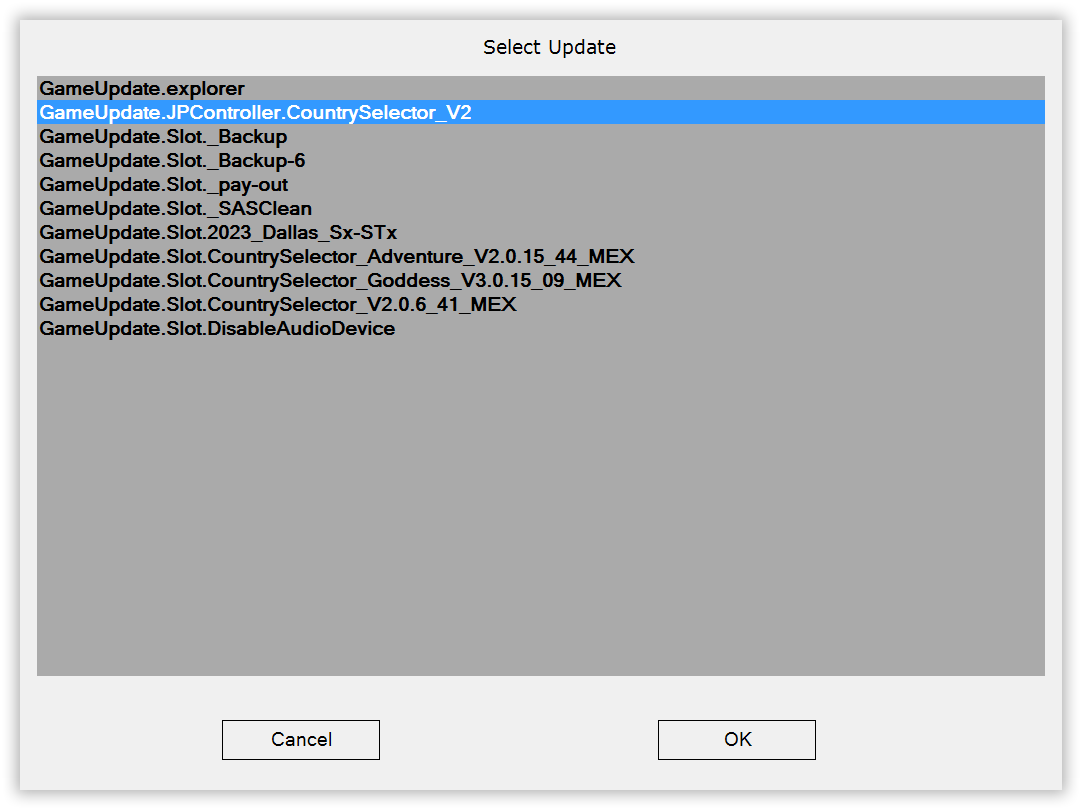 Select Update
GameUpdate.explorer
GameUpdate.JPController.CountrySelector_V2
GameUpdate.Slot._Backup
GameUpdate.Slot._Backup-6
GameUpdate.Slot._pay-out
GameUpdate.Slot._SASClean
GameUpdate.Slot.2023_Dallas_Sx-STx
GameUpdate.Slot.CountrySelector_Adventure_V2.0.15_44_MEX
GameUpdate.Slot.CountrySelector_Goddess_V3.0.15_09_MEX
GameUpdate.Slot.CountrySelector_V2.0.6_41_MEX
GameUpdate.Slot.DisableAudioDevice
Cancel
OK